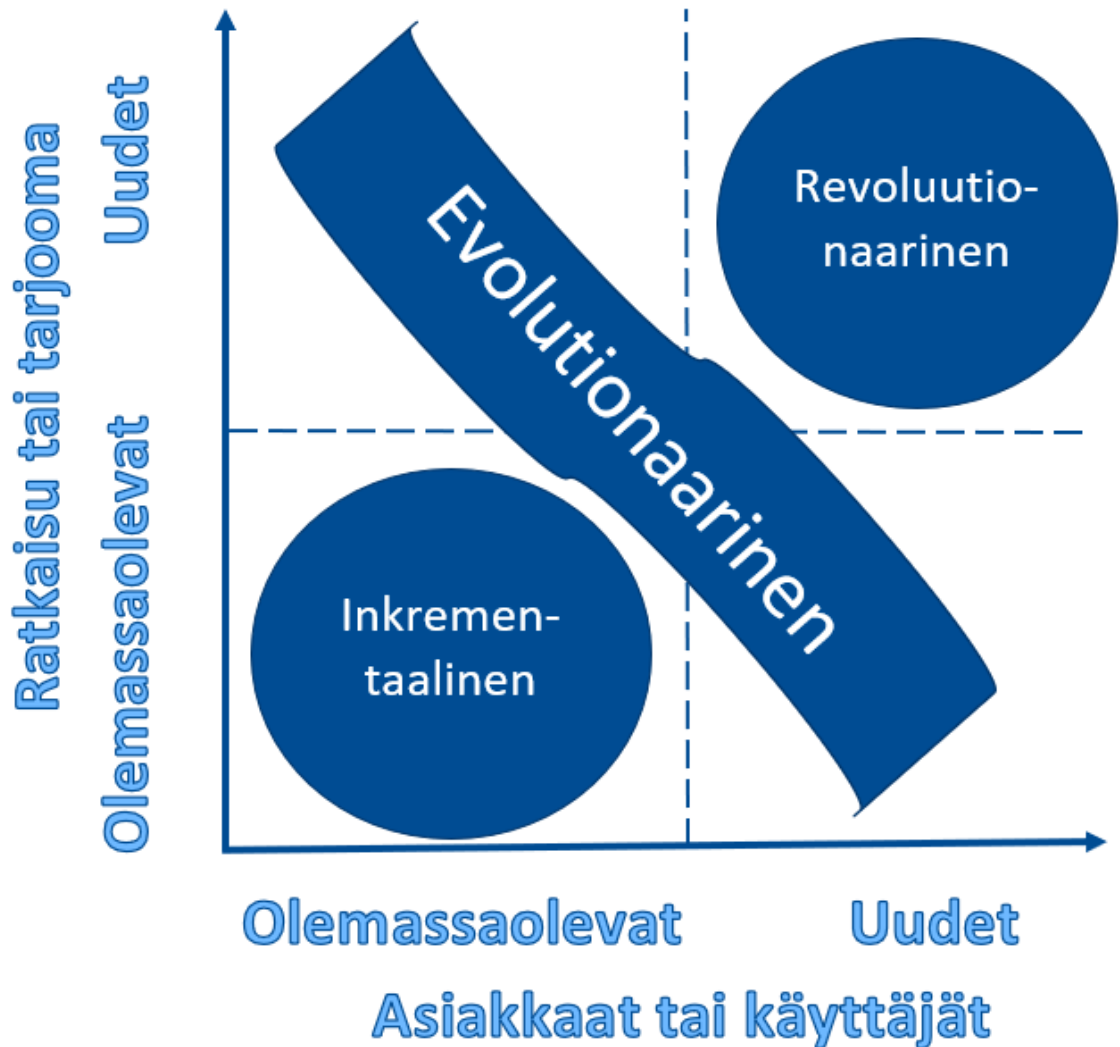 Ratkaisu tai tarjooma
Uudet
Olemassaolevat
Revoluutio-
naarinen
Evolutionaarinen
Inkremen-
taalinen
Olemassaolevat
Uudet
Asiakkaat tai käyttäjät